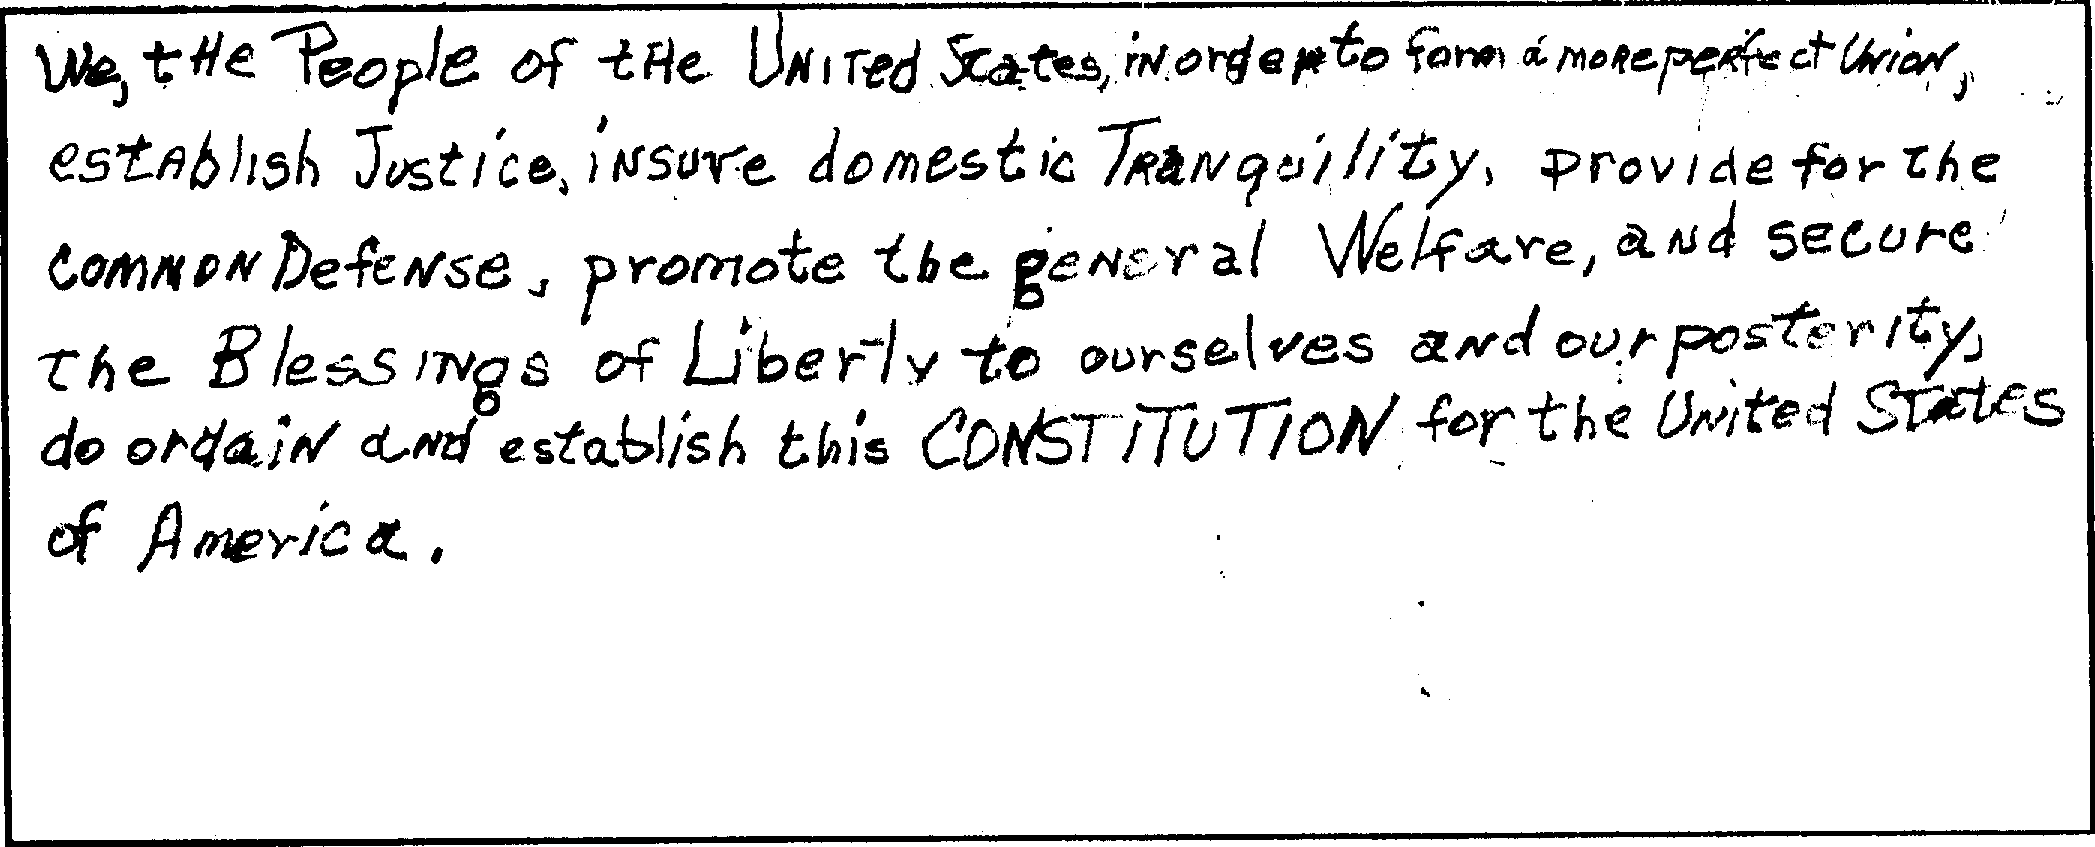 We, the People of the United States, in order to form a more perfect Union,
establish Justice, insure domestic Tranquility, provide for the
common Defense, promote the general Welfare, and secure
the Blessings of Liberty to ourselves and our posterity,
do ordain and establish this CONSTITUTION for the United States
of America.